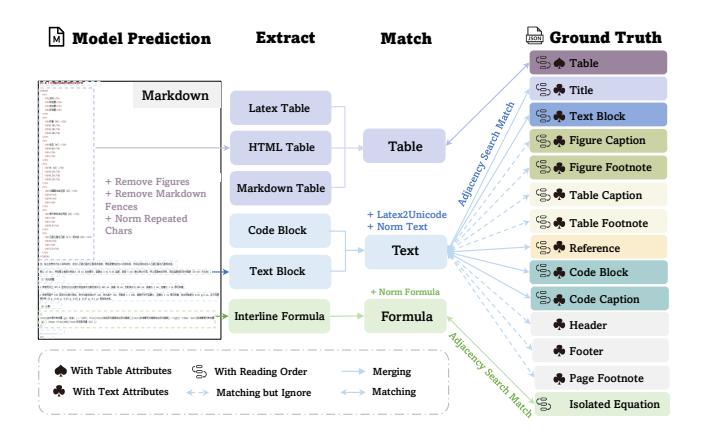 Model Prediction
Extract
Match
Ground Truth
M
JSON
Markdown
+ Remove Figures
+ Remove Markdown
Fences
+ Norm Repeated
Chars
Latex Table
HTML Table
Markdown Table
Code Block
Text Block
Interline Formula
Table
+ Latex2Unicode
+ Norm Text
Text
+ Norm Formula
Formula
Adjacency Search Match
Adjacency Search Match
Table
Title
Text Block
Figure Caption
Figure Footnote
Table Caption
Table Footnote
Reference
Code Block
Code Caption
Header
Footer
Page Footnote
Isolated Equation
With Table Attributes
With Reading Order
Merging
With Text Attributes
Matching but Ignore
Matching